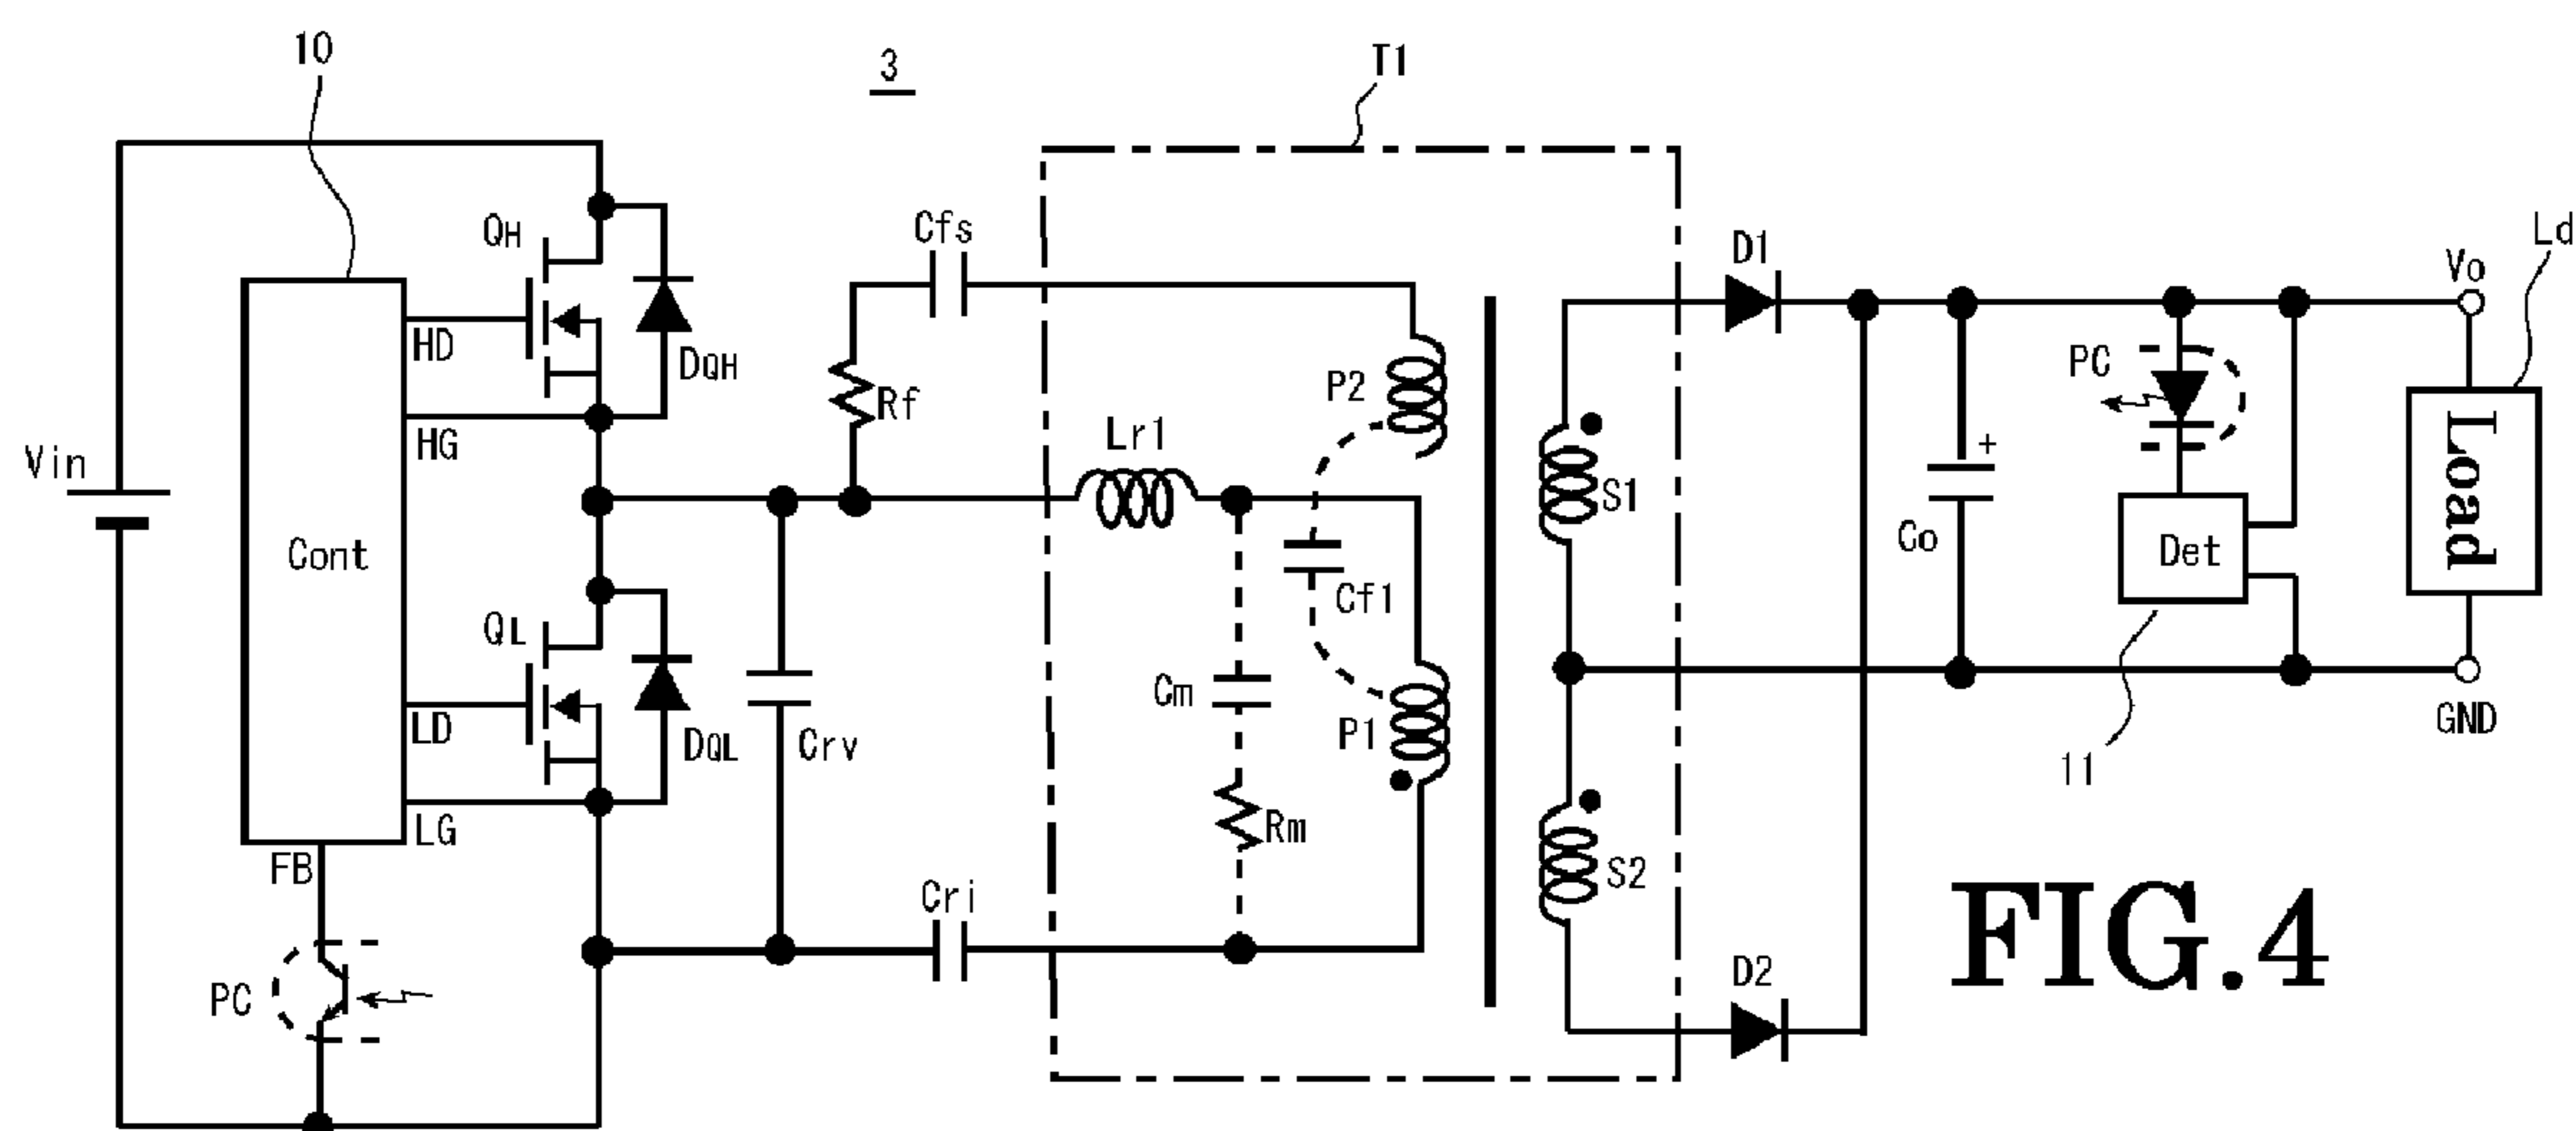 10
3
T1
Vin
QH
HD
DQH
HG
Cont
QL
LD
DQL
LG
FB
PC
Cfs
Rf
Crv
Cri
Lr1
P2
Cf1
Cm
P1
Rm
S1
S2
D1
D2
Co
+
PC
Det
11
Vo
Ld
Load
GND
FIG.4